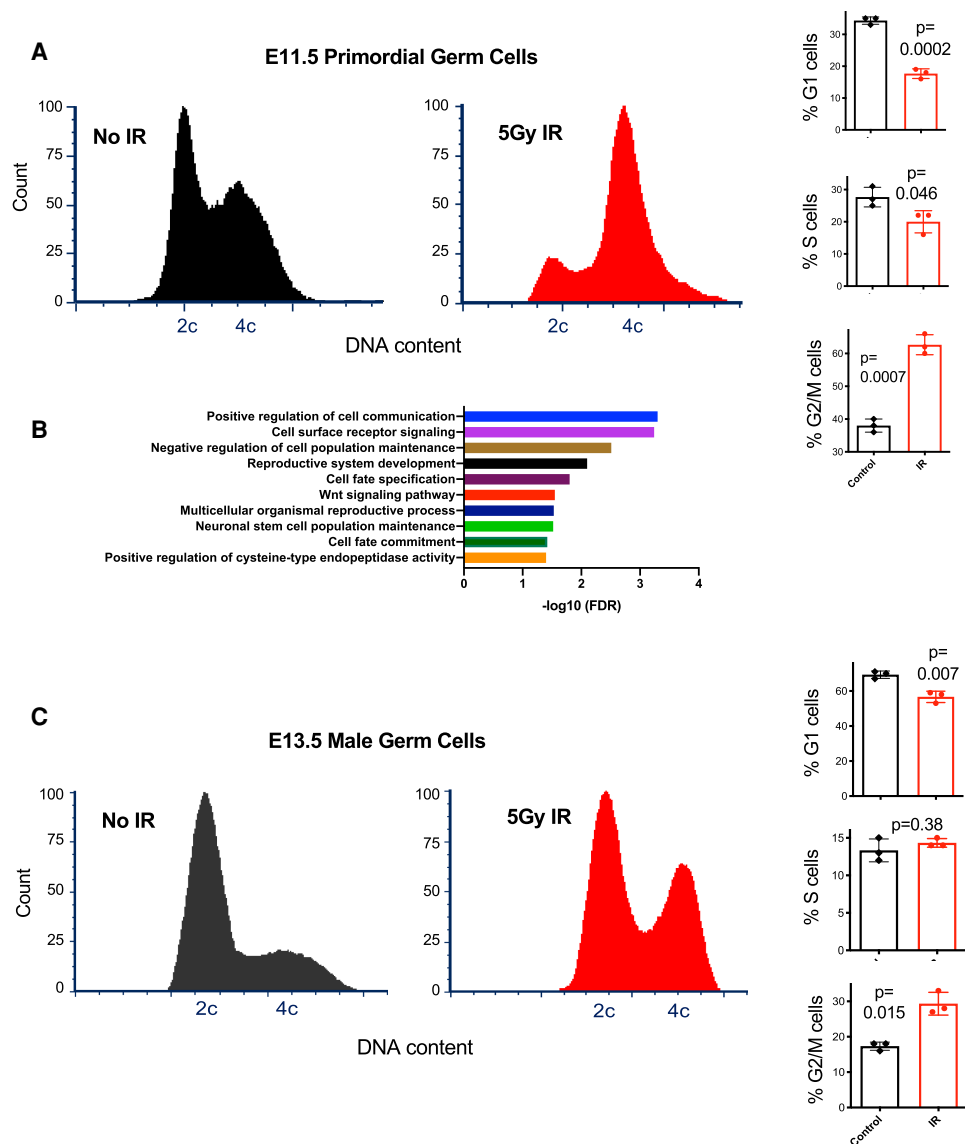 A
E11.5 Primordial Germ Cells
No IR
5Gy IR
Count
100
75
50
25
0
2c
4c
100
75
50
25
0
2c
4c
DNA content
% G1 cells
30
20
10
0
p=
0.0002
% S cells
30
20
10
0
p=
0.046
% G2/M cells
60
50
40
30
p=
0.0007
Control
IR
B
Positive regulation of cell communication
Cell surface receptor signaling
Negative regulation of cell population maintenance
Reproductive system development
Cell fate specification
Wnt signaling pathway
Multicellular organismal reproductive process
Neuronal stem cell population maintenance
Cell fate commitment
Positive regulation of cysteine-type endopeptidase activity
0
1
2
3
4
-log10 (FDR)
C
E13.5 Male Germ Cells
No IR
5Gy IR
Count
100
75
50
25
0
2c
4c
100
75
50
25
0
2c
4c
DNA content
% G1 cells
60
40
20
0
p=
0.007
% S cells
15
10
5
0
p=0.38
% G2/M cells
30
20
10
0
p=
0.015
Control
IR